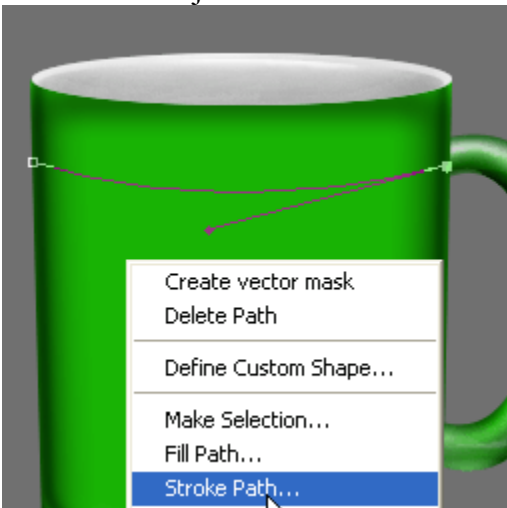 Create vector mask
Delete Path
Define Custom Shape...
Make Selection...
Fill Path...
Stroke Path...